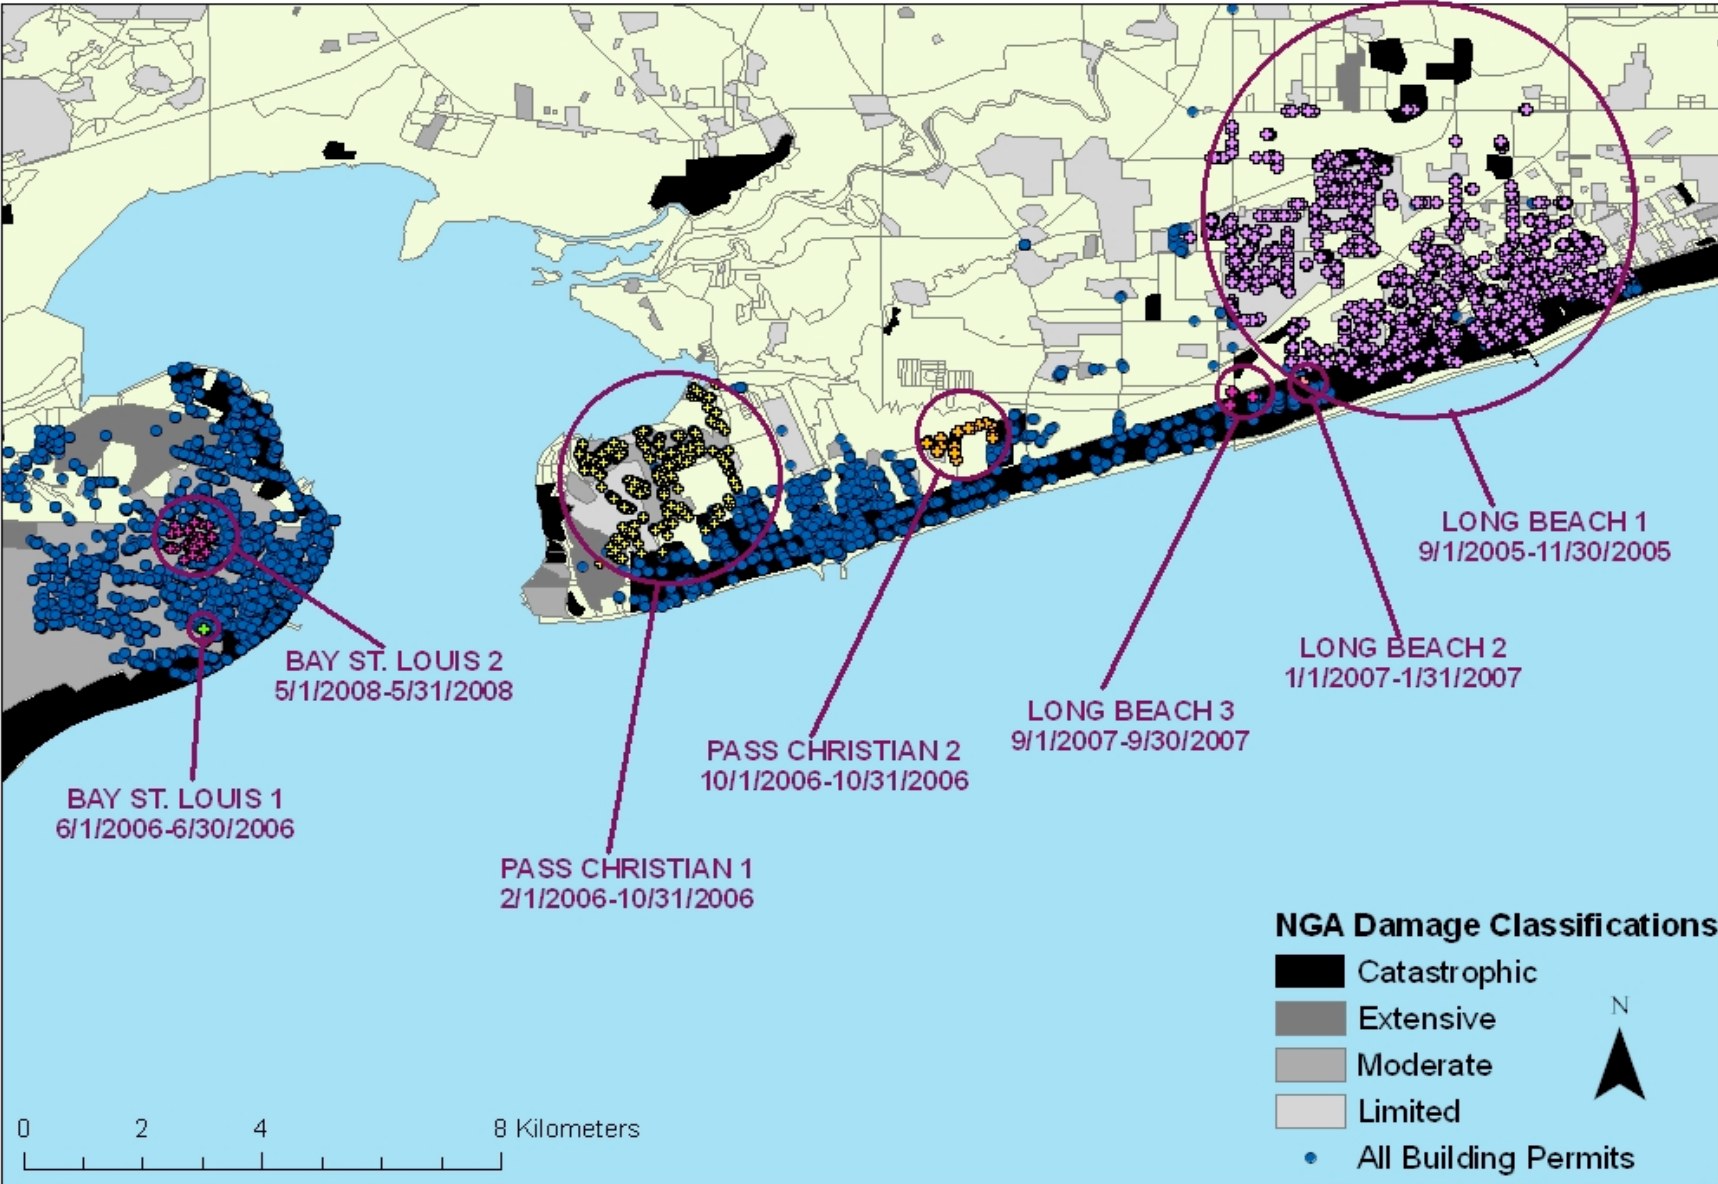 LONG BEACH 1
9/1/2005-11/30/2005
LONG BEACH 2
1/1/2007-1/31/2007
BAY ST. LOUIS 2
5/1/2008-5/31/2008
LONG BEACH 3
9/1/2007-9/30/2007
PASS CHRISTIAN 2
10/1/2006-10/31/2006
BAY ST. LOUIS 1
6/1/2006-6/30/2006
PASS CHRISTIAN 1
2/1/2006-10/31/2006
NGA Damage Classifications
Catastrophic
Extensive
Moderate
Limited
All Building Permits
N
0 2 4 8 Kilometers